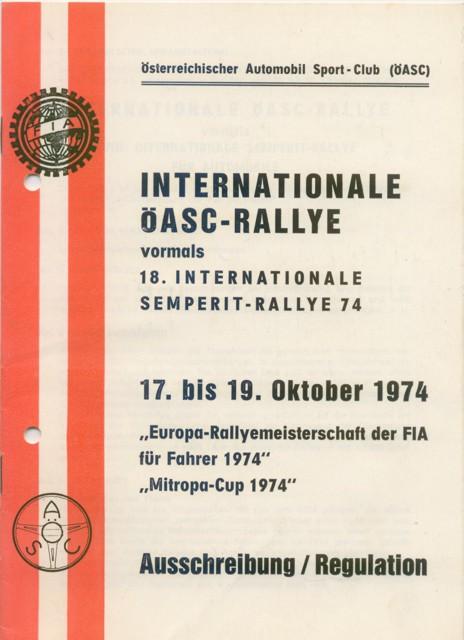 Österreichischer Automobil Sport-Club (ÖASC)
FIA
INTERNATIONALE
ÖASC-RALLYE
vormals
18. INTERNATIONALE
SEMPERIT-RALLYE 74
17. bis 19. Oktober 1974
„Europa-Rallyemeisterschaft der FIA
für Fahrer 1974“
„Mitropa-Cup 1974“
ÖASC
Ausschreibung / Regulation